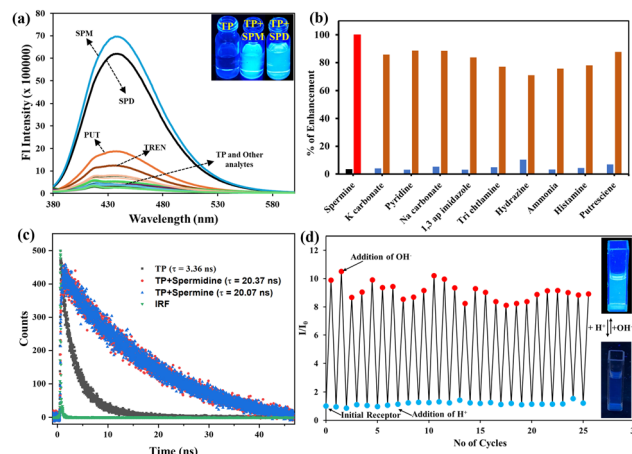 (a)
FI Intensity (x 100000)
80
70
60
50
40
30
20
10
0
SPM
SPD
PUT
TREN
TP and Other
analytes
TP TP+ TP+
SPM SPD
380 430 480 530 580
Wavelength (nm)
(b)
% of Enhancement
100
80
60
40
20
0
Spermine
K carbonate
Pyridine
Na carbonate
1,3 ap imidazole
Tri ehtlamine
Hydrazine
Ammonia
Histamine
Putresciene
(c)
Counts
500
400
300
200
100
0
TP (τ = 3.36 ns)
TP+Spermidine (τ = 20.37 ns)
TP+Spermine (τ = 20.07 ns)
IRF
0 10 20 30 40
Time (ns)
(d)
I/I0
14
12
10
8
6
4
2
0
Addition of OH-
Initial Receptor
Addition of H+
+ H+ +OH-
0 5 10 15 20 25
No of Cycles